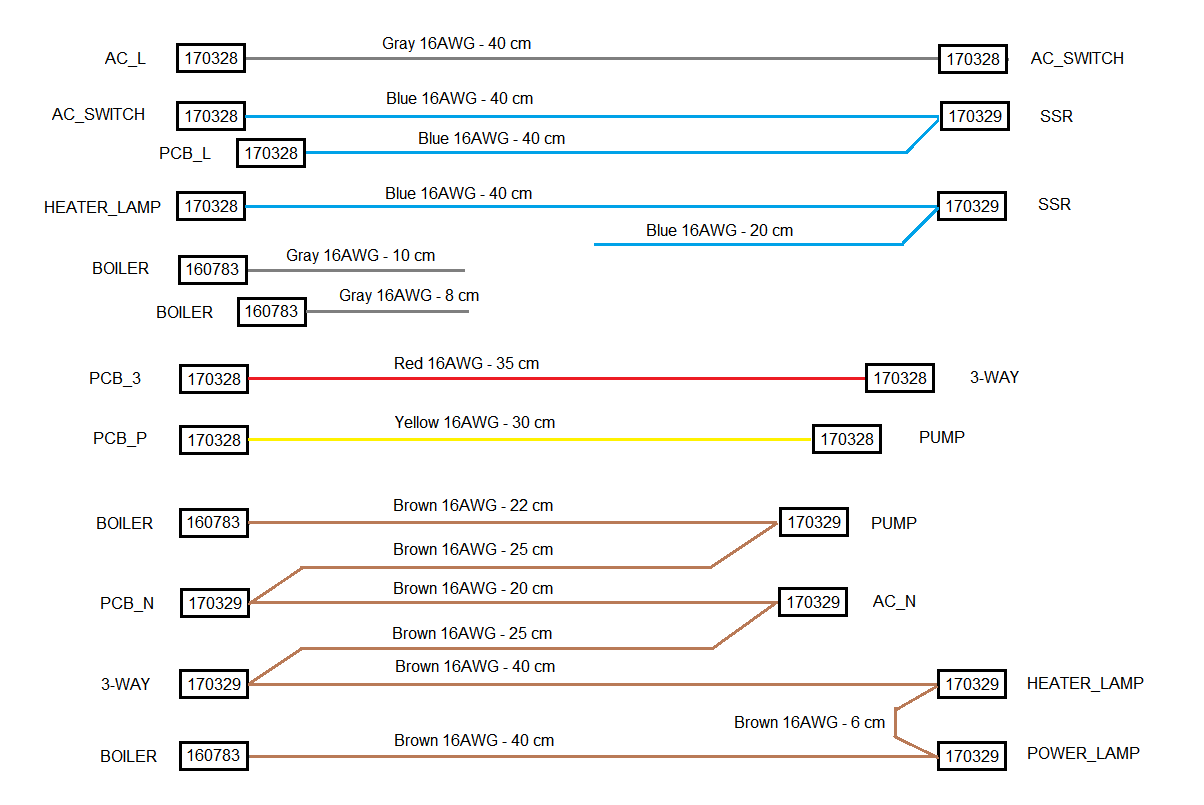 Gray 16AWG - 40 cm
AC_L 170328 170328 AC_SWITCH
Blue 16AWG - 40 cm
AC_SWITCH 170328 170329 SSR
Blue 16AWG - 40 cm
PCB_L 170328
Blue 16AWG - 40 cm
HEATER_LAMP 170328 170329 SSR
Blue 16AWG - 20 cm
Gray 16AWG - 10 cm
BOILER 160783
Gray 16AWG - 8 cm
BOILER 160783
Red 16AWG - 35 cm
PCB_3 170328 170328 3-WAY
Yellow 16AWG - 30 cm
PCB_P 170328 170328 PUMP
Brown 16AWG - 22 cm
BOILER 160783 170329 PUMP
Brown 16AWG - 25 cm
Brown 16AWG - 20 cm
PCB_N 170329 170329 AC_N
Brown 16AWG - 25 cm
Brown 16AWG - 40 cm
3-WAY 170329 170329 HEATER_LAMP
Brown 16AWG - 6 cm
Brown 16AWG - 40 cm
BOILER 160783 170329 POWER_LAMP